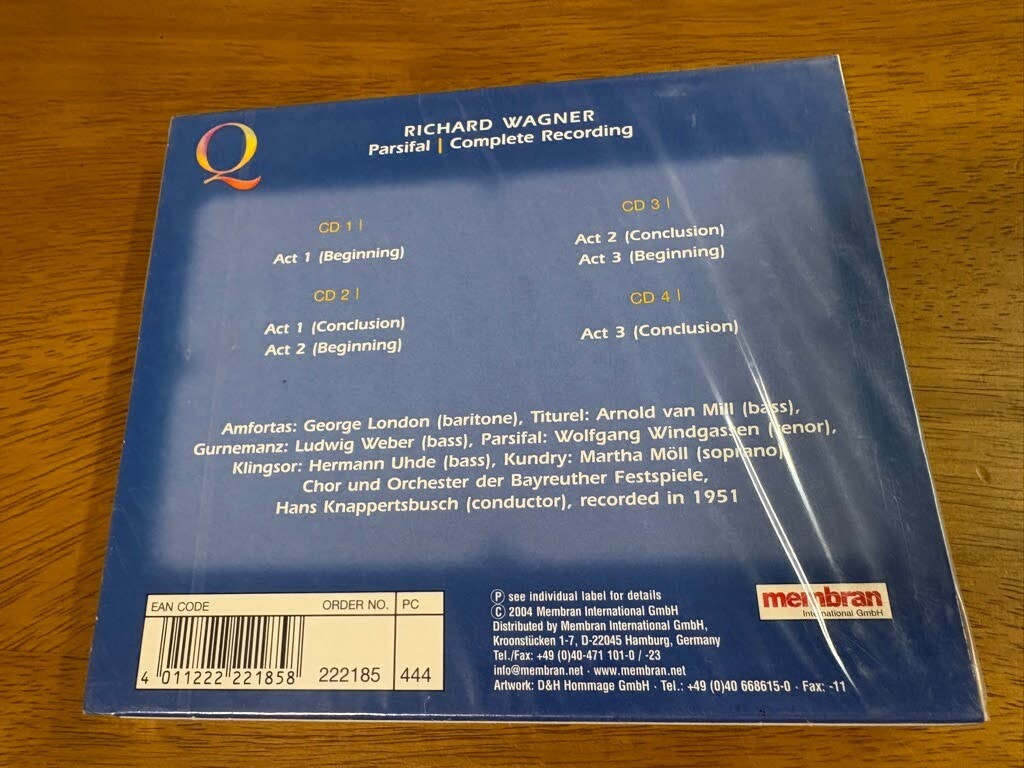 Q
RICHARD WAGNER
Parsifal | Complete Recording
CD 1 |
Act 1 (Beginning)
CD 2 |
Act 1 (Conclusion)
Act 2 (Beginning)
CD 3 |
Act 2 (Conclusion)
Act 3 (Beginning)
CD 4 |
Act 3 (Conclusion)
Amfortas: George London (baritone), Titurel: Arnold van Mill (bass),
Gurnemanz: Ludwig Weber (bass), Parsifal: Wolfgang Windgassen (tenor),
Klingsor: Hermann Uhde (bass), Kundry: Martha Möll (soprano)
Chor und Orchester der Bayreuther Festspiele,
Hans Knappertsbusch (conductor), recorded in 1951
EAN CODE ORDER NO. PC
4 011222 221858 222185 444
Ⓟ see individual label for details
© 2004 Membran International GmbH
Distributed by Membran International GmbH,
Kroonstücken 1-7, D-22045 Hamburg, Germany
Tel./Fax: +49 (0)40-471 101-0 / -23
info@membran.net · www.membran.net
Artwork: D&H Hommage GmbH · Tel.: +49 (0)40 668615-0 · Fax: -11
membran
International GmbH